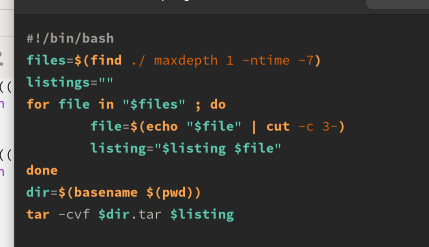 #!/bin/bash
files=$(find ./ maxdepth 1 -ntime -7)
listings=""
for file in "$files" ; do
file=$(echo "$file" | cut -c 3-)
listing="$listing $file"
done
dir=$(basename $(pwd))
tar -cvf $dir.tar $listing